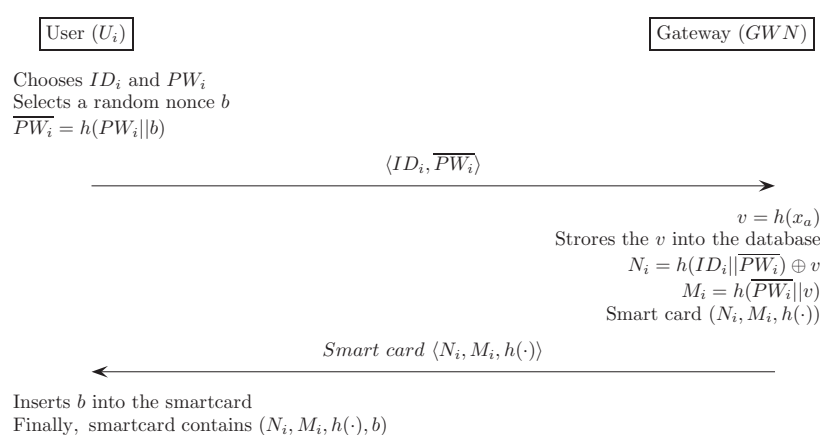 User (U_i)
Gateway (GWN)
Chooses ID_i and PW_i
Selects a random nonce b
\overline{PW_i} = h(PW_i||b)
⟨ID_i, \overline{PW_i}⟩
v = h(x_a)
Strores the v into the database
N_i = h(ID_i||\overline{PW_i}) ⊕ v
M_i = h(\overline{PW_i}||v)
Smart card (N_i, M_i, h(·))
Smart card ⟨N_i, M_i, h(·)⟩
Inserts b into the smartcard
Finally, smartcard contains (N_i, M_i, h(·), b)